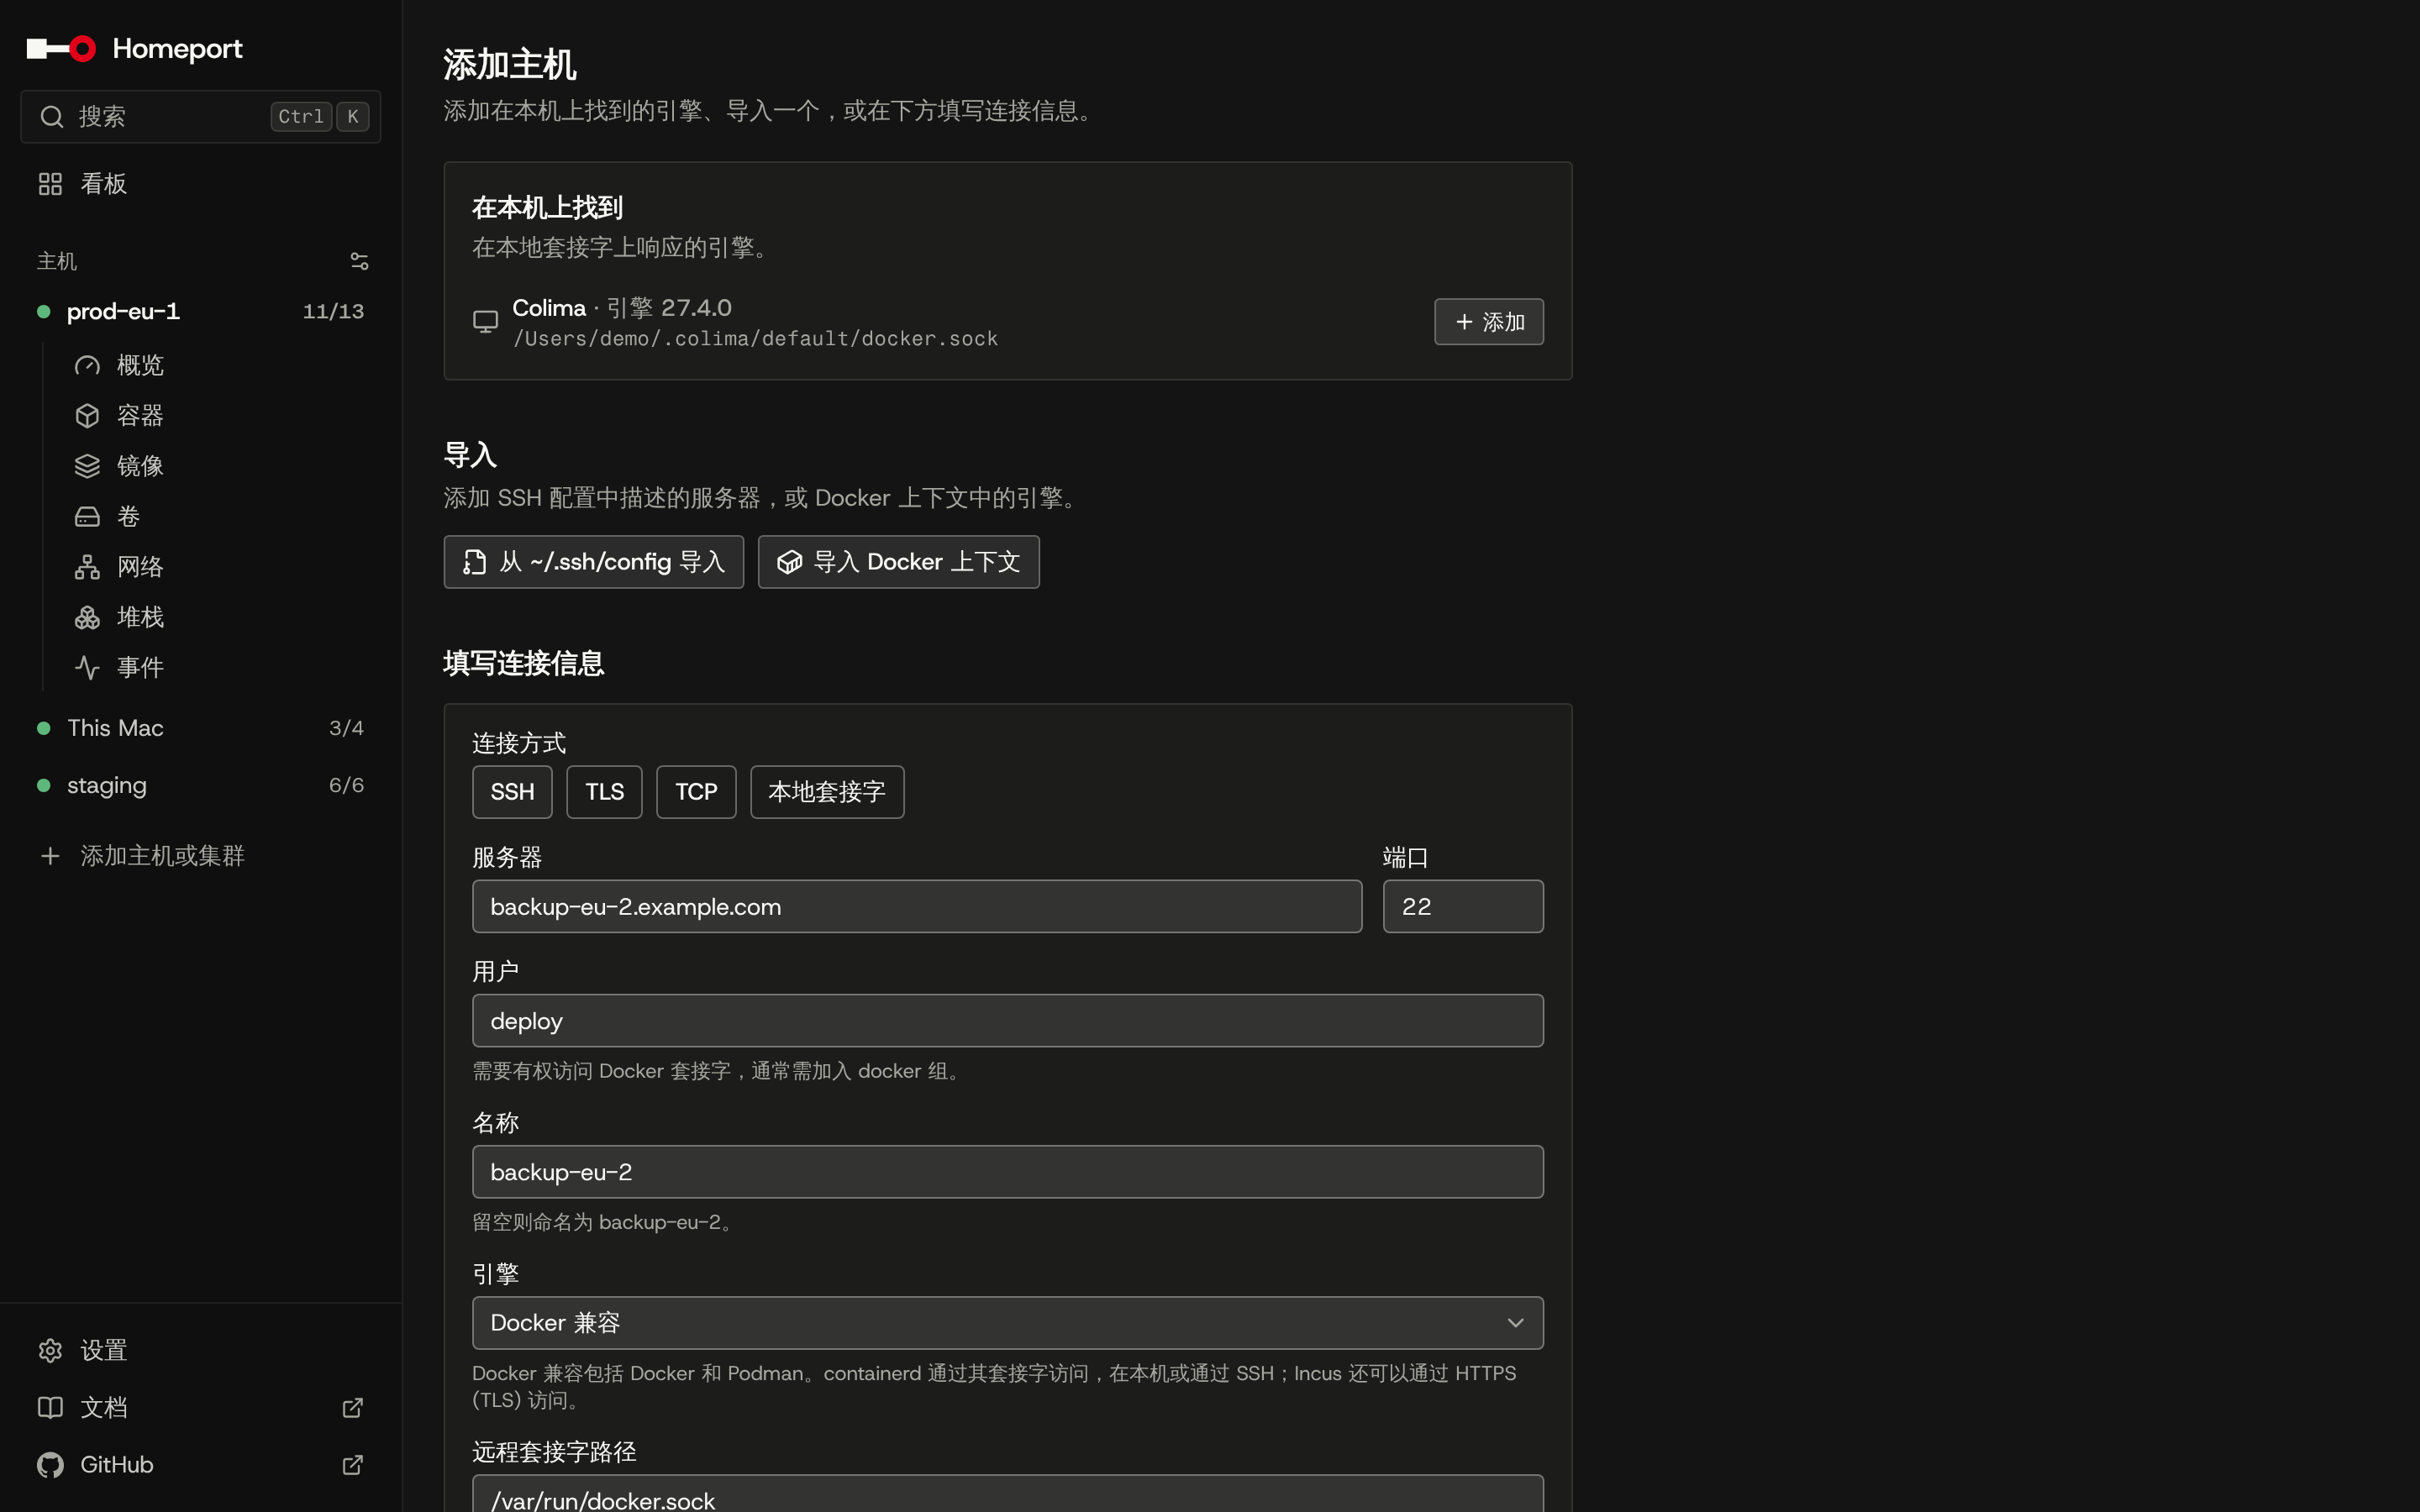 Homeport
搜索 Ctrl K
看板
主机
prod-eu-1 11/13
概览
容器
镜像
卷
网络
堆栈
事件
This Mac 3/4
staging 6/6
添加主机或集群
设置
文档
GitHub
添加主机
添加在本机上找到的引擎、导入一个，或在下方填写连接信息。
在本机上找到
在本地套接字上响应的引擎。
Colima · 引擎 27.4.0
/Users/demo/.colima/default/docker.sock
添加
导入
添加 SSH 配置中描述的服务器，或 Docker 上下文中的引擎。
从 ~/.ssh/config 导入 导入 Docker 上下文
填写连接信息
连接方式
SSH TLS TCP 本地套接字
服务器 端口
backup-eu-2.example.com 22
用户
deploy
需要有权访问 Docker 套接字，通常需加入 docker 组。
名称
backup-eu-2
留空则命名为 backup-eu-2。
引擎
Docker 兼容
Docker 兼容包括 Docker 和 Podman。containerd 通过其套接字访问，在本机或通过 SSH；Incus 还可以通过 HTTPS
(TLS) 访问。
远程套接字路径
/var/run/docker.sock